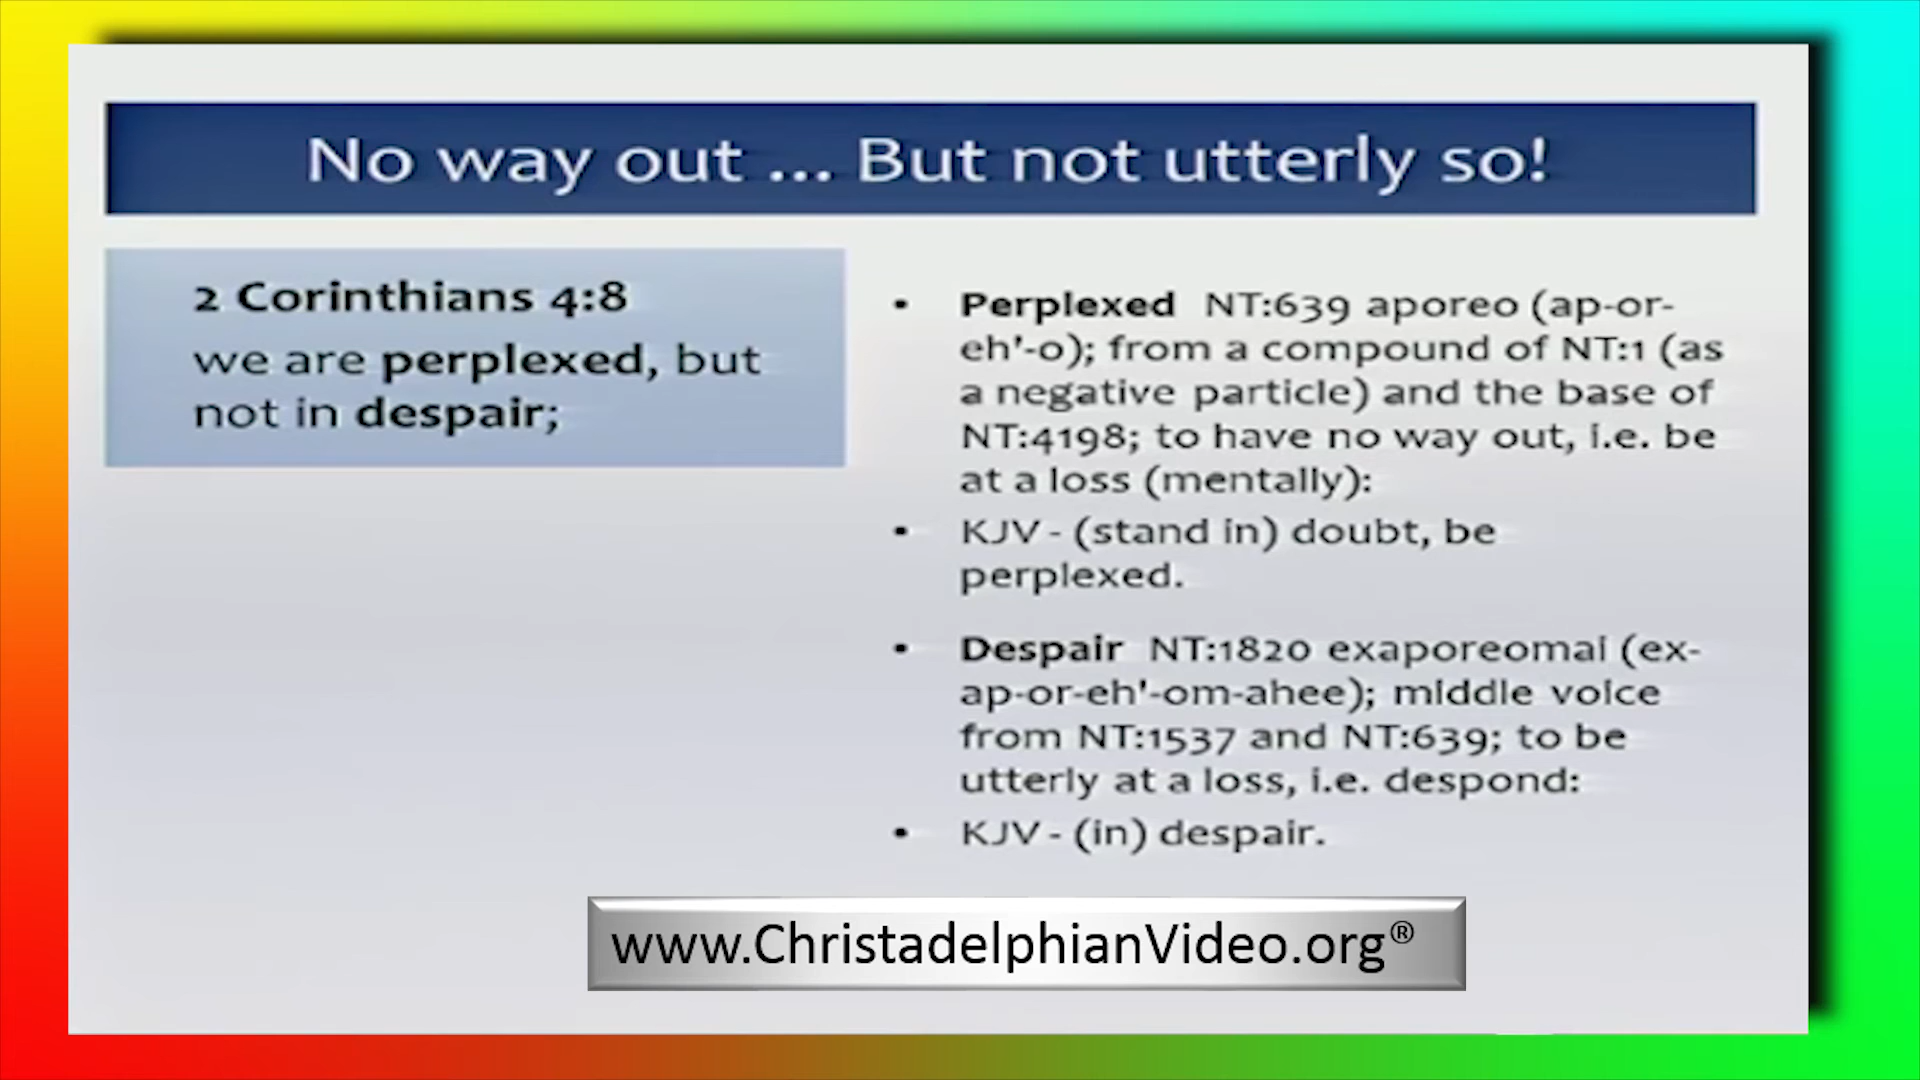 No way out ... But not utterly so!
2 Corinthians 4:8
we are perplexed, but
not in despair;
• Perplexed NT:639 aporeo (ap-or-
eh'-o); from a compound of NT:1 (as
a negative particle) and the base of
NT:4198; to have no way out, i.e. be
at a loss (mentally):
• KJV - (stand in) doubt, be
perplexed.
• Despair NT:1820 exaporeomai (ex-
ap-or-eh'-om-ahee); middle voice
from NT:1537 and NT:639; to be
utterly at a loss, i.e. despond:
• KJV - (in) despair.
www.ChristadelphianVideo.org®